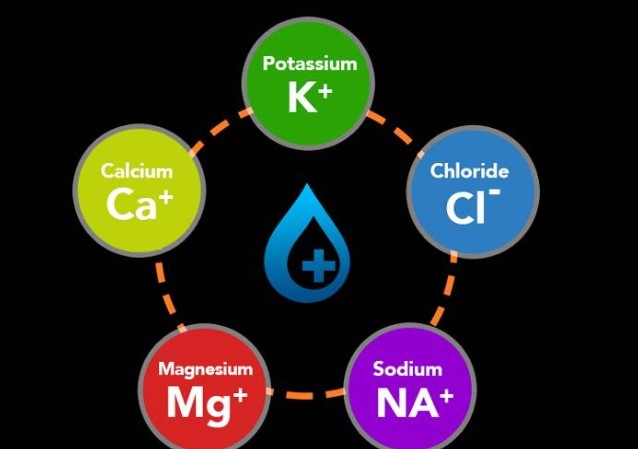 Potassium
K⁺
Calcium
Ca⁺
Chloride
Cl⁻
Magnesium
Mg⁺
Sodium
NA⁺